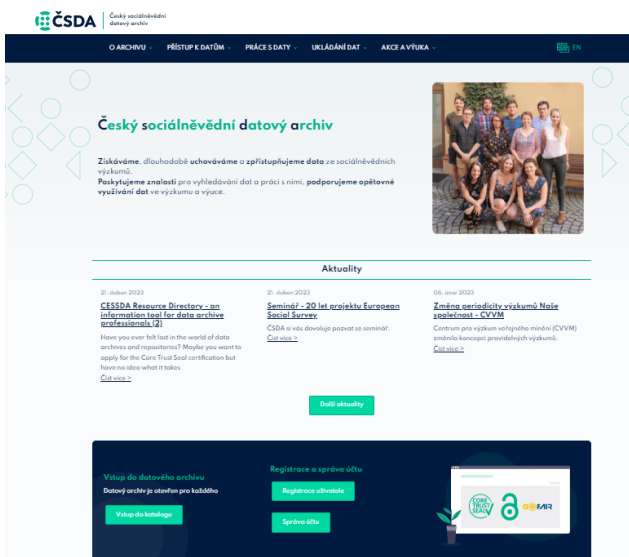 ČSDA
Český sociálněvědní
datový archiv
O ARCHIVU
PŘÍSTUP K DATŮM
PRÁCE S DATY
UKLÁDÁNÍ DAT
AKCE A VÝUKA
EN
Český sociálněvědní datový archiv
Získáváme, dlouhodobě uchováváme a zpřístupňujeme data ze sociálněvědních
výzkumů.
Poskytujeme znalosti pro vyhledávání dat a práci s nimi, podporujeme opětovné
využívání dat ve výzkumu a výuce.
Aktuality
21. duben 2023
CESSDA Resource Directory - an
information tool for data archive
professionals (2)
Have you ever felt lost in the world of data
archives and repositories? Maybe you want to
apply for the Core Trust Seal certification but
have no idea what it takes
Číst více >
21. duben 2023
Seminář - 20 let projektu European
Social Survey
ČSDA si vás dovoluje pozvat na seminář.
Číst více >
06. únor 2023
Změna periodicity výzkumů Naše
společnost - CVVM
Centrum pro výzkum veřejného mínění (CVVM)
změnilo koncepci pravidelných výzkumů.
Číst více >
Další aktuality
Vstup do datového archivu
Datový archiv je otevřen pro každého
Vstup do katalogu
Registrace a správa účtu
Registrace uživatele
Správa účtu
CORE
TRUST
SEAL
GO FAIR